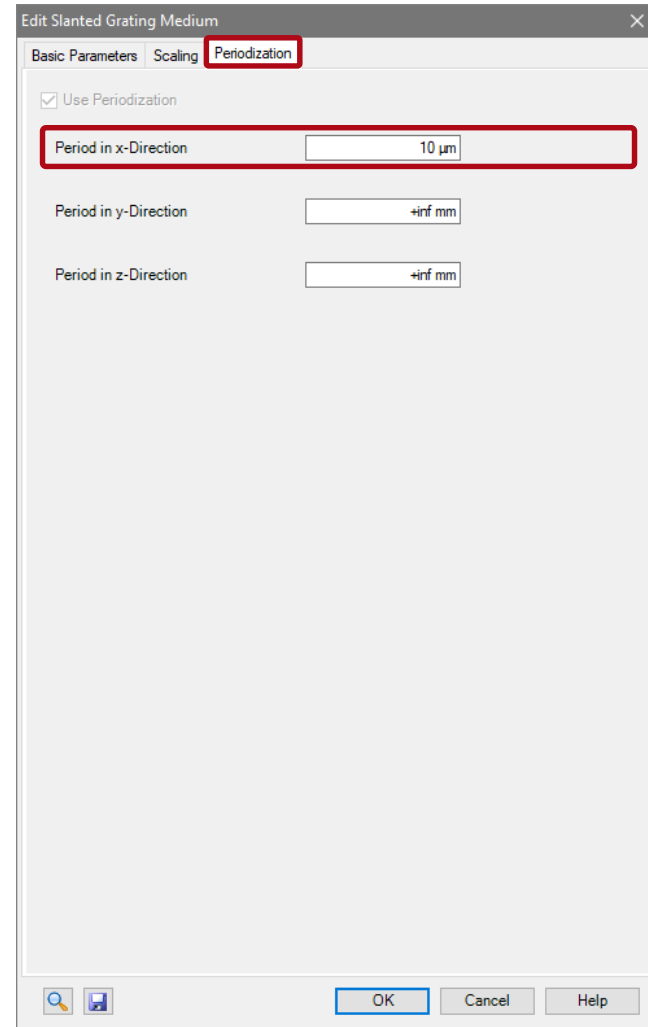 Edit Slanted Grating Medium
Basic Parameters Scaling Periodization
Use Periodization
Period in x-Direction 10 µm
Period in y-Direction +inf mm
Period in z-Direction +inf mm
OK Cancel Help